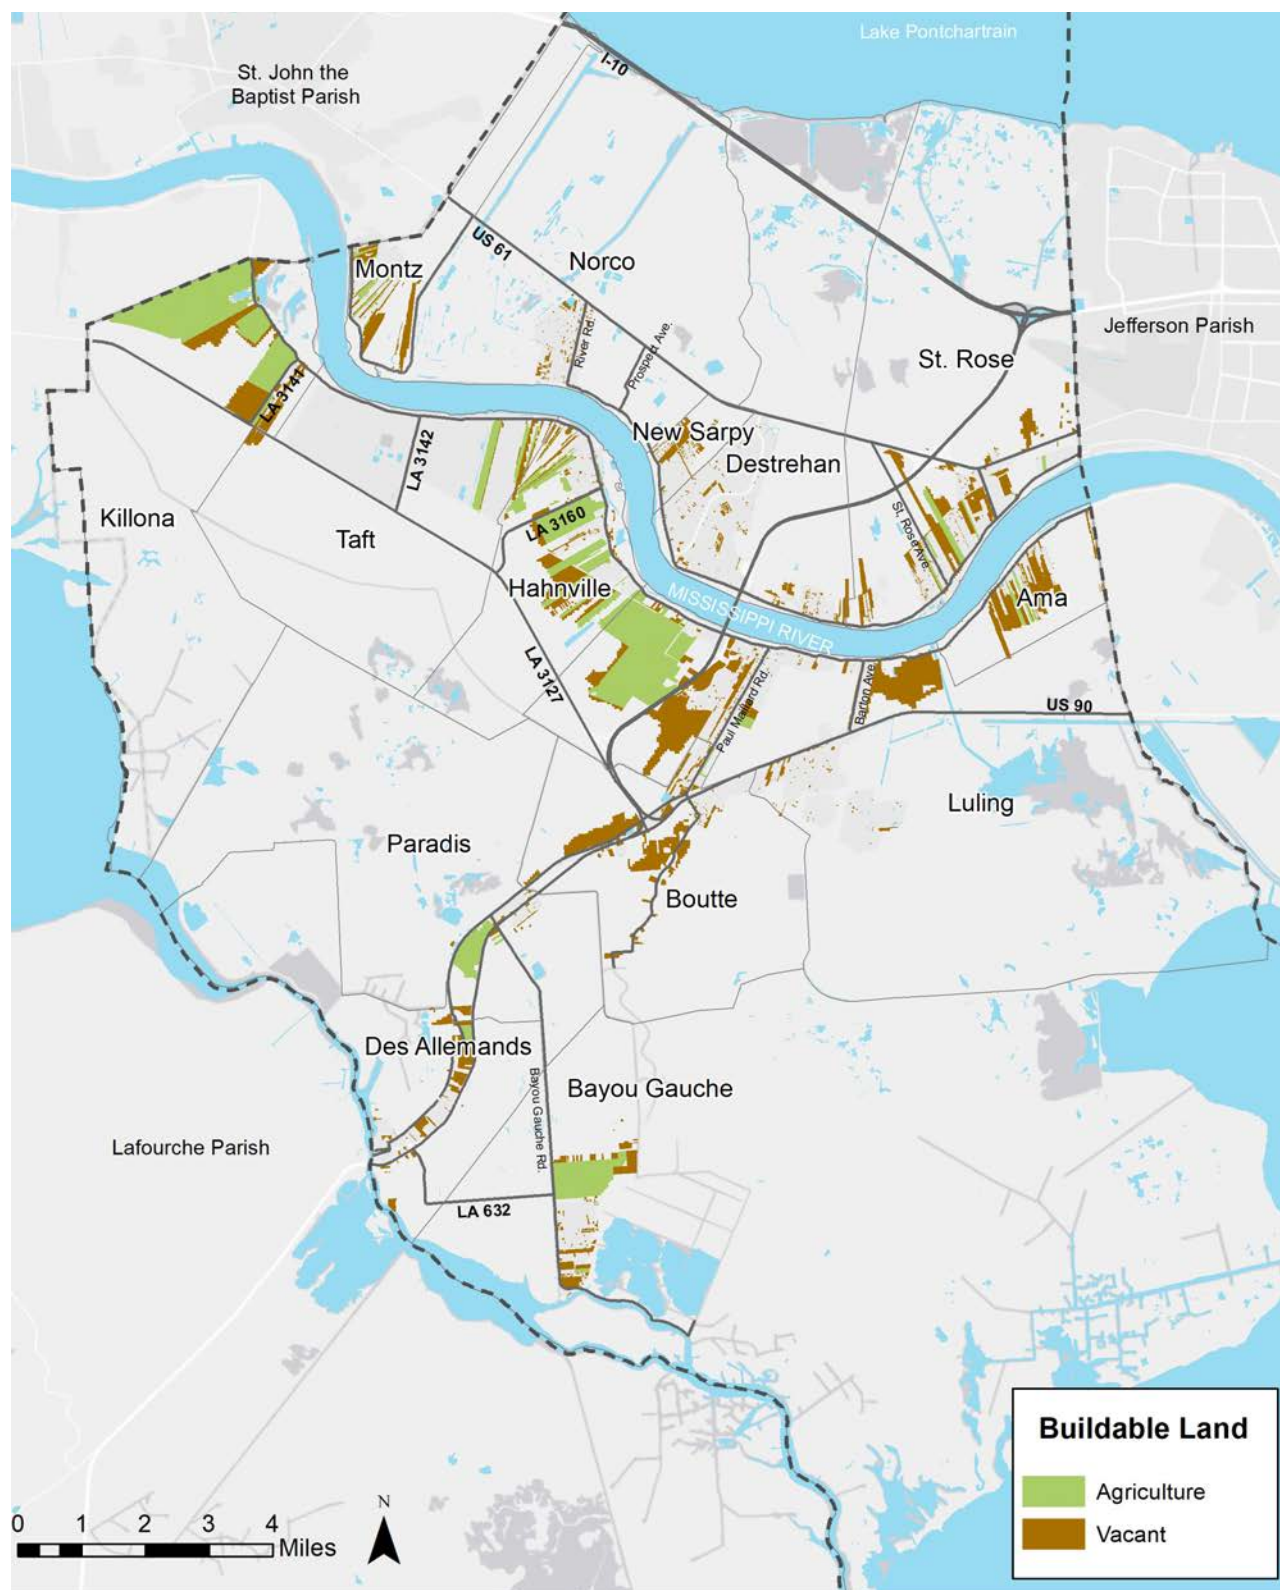 Lake Pontchartrain
I-10
St. John the
Baptist Parish
US 61
Norco
Montz
River Rd.
Prospect Ave.
Jefferson Parish
St. Rose
LA 3141
LA 3142
New Sarpy
Destrehan
Killona
Taft
LA 3160
St. Rose Ave.
Hahnville
MISSISSIPPI RIVER
Ama
LA 3127
Paul Maillard Rd.
Barton Ave.
US 90
Luling
Paradis
Boutte
Des Allemands
Bayou Gauche Rd.
Bayou Gauche
Lafourche Parish
LA 632
Buildable Land
Agriculture
Vacant
N
0 1 2 3 4
Miles